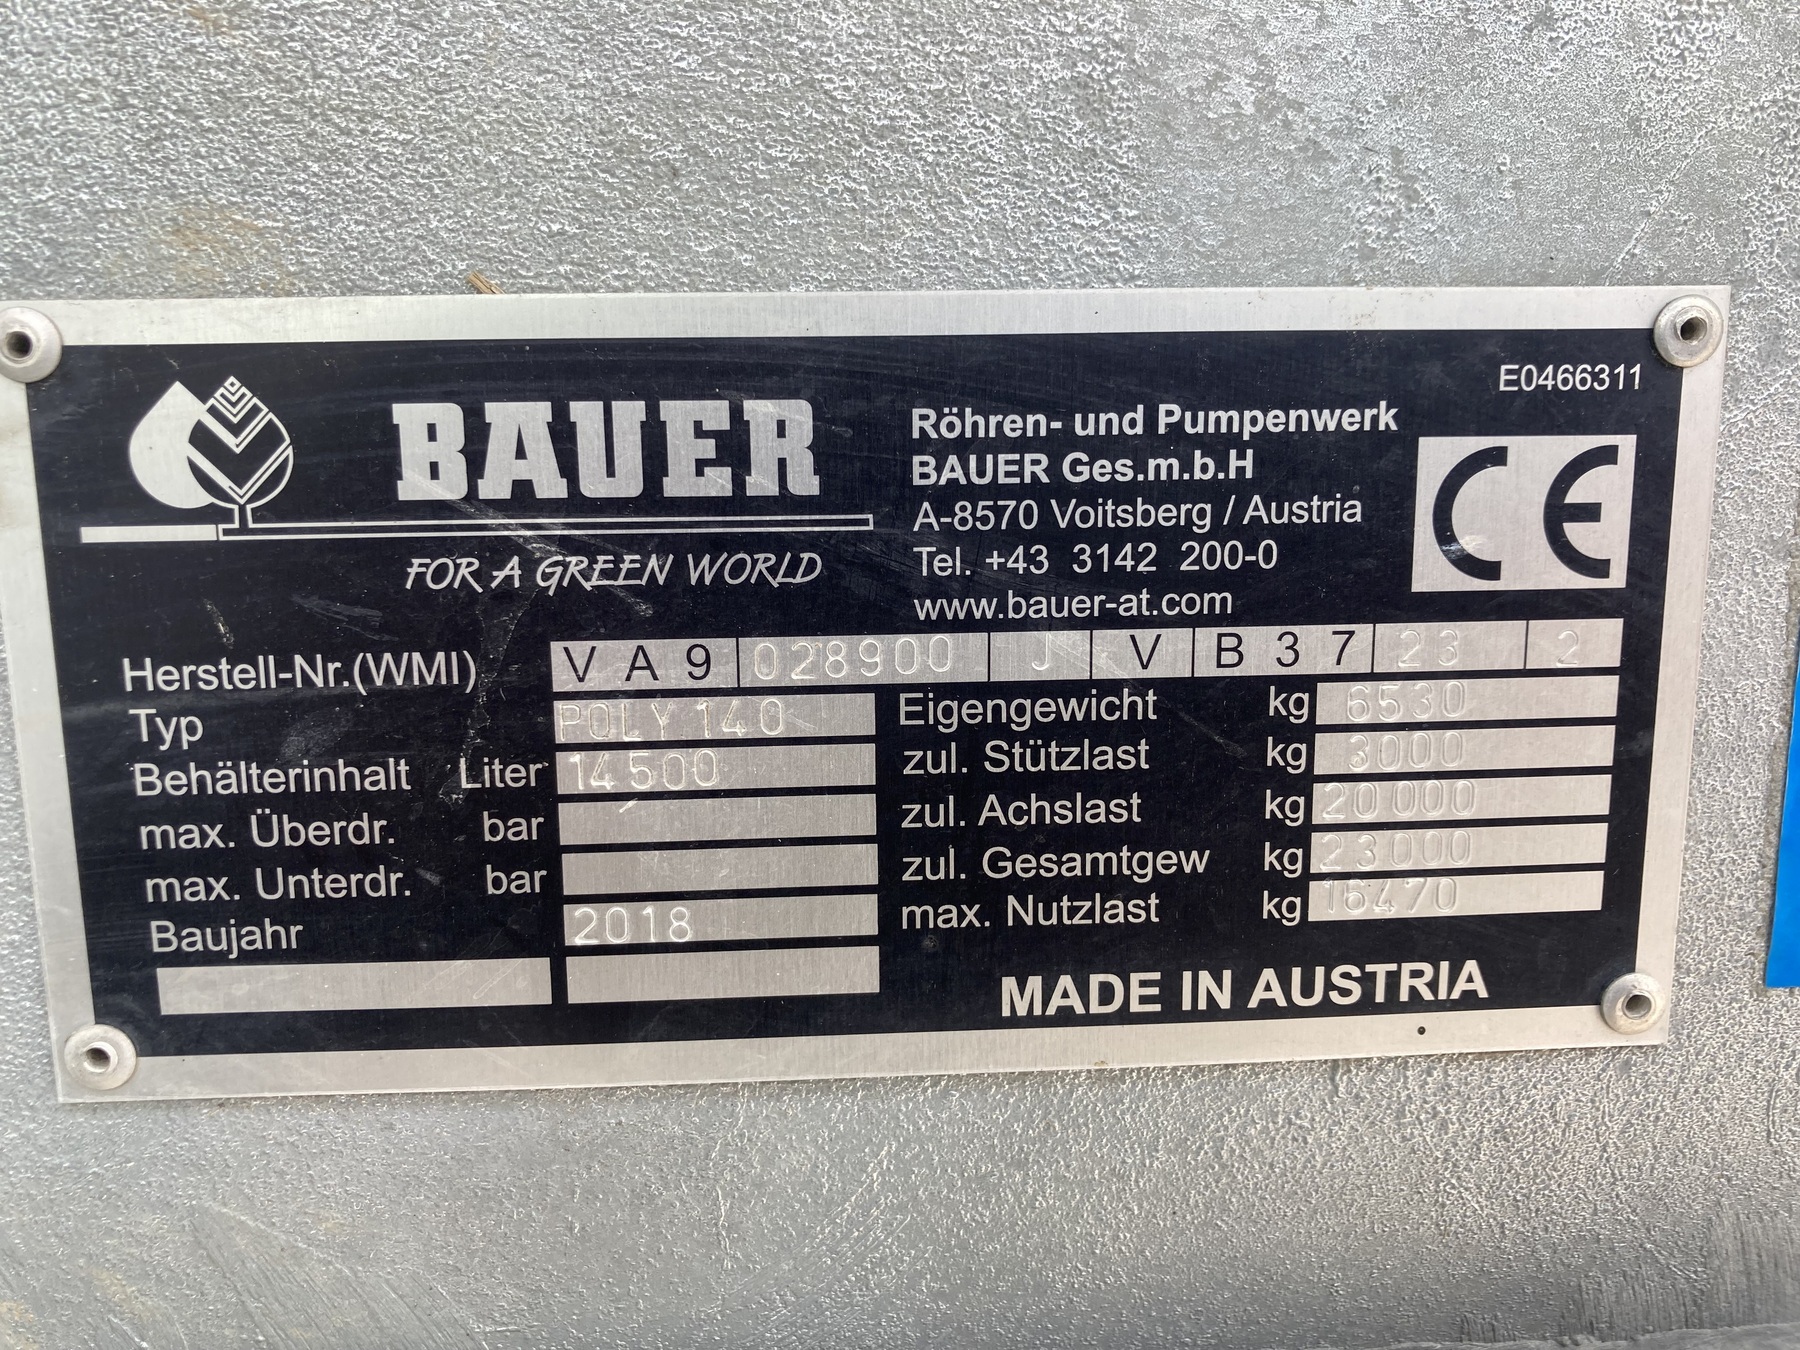 E0466311
BAUER
FOR A GREEN WORLD
Röhren- und Pumpenwerk
BAUER Ges.m.b.H
A-8570 Voitsberg / Austria
Tel. +43 3142 200-0
www.bauer-at.com
CE
Herstell-Nr.(WMI) V A 9 028900 J V B 3 7 23 2
Typ POLY 140
Behälterinhalt Liter 14500
max. Überdr. bar
max. Unterdr. bar
Baujahr 2018
Eigengewicht kg 6530
zul. Stützlast kg 3000
zul. Achslast kg 20000
zul. Gesamtgew kg 23000
max. Nutzlast kg 16470
MADE IN AUSTRIA